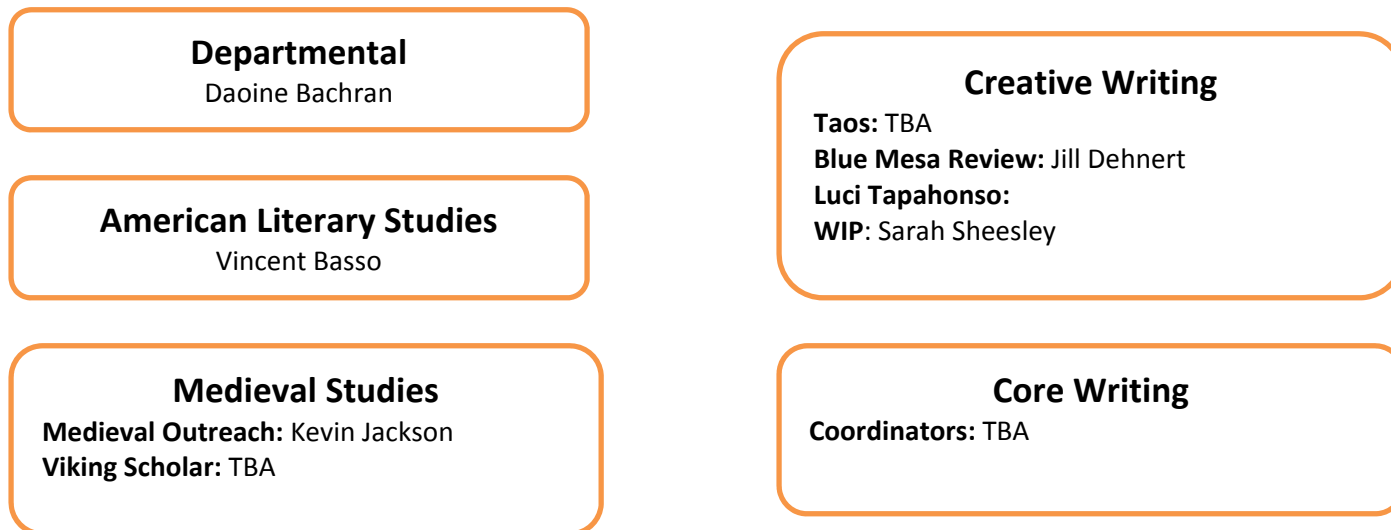 Departmental
Daoine Bachran
American Literary Studies
Vincent Basso
Medieval Studies
Medieval Outreach: Kevin Jackson
Viking Scholar: TBA
Creative Writing
Taos: TBA
Blue Mesa Review: Jill Dehnert
Luci Tapahonso:
WIP: Sarah Sheesley
Core Writing
Coordinators: TBA